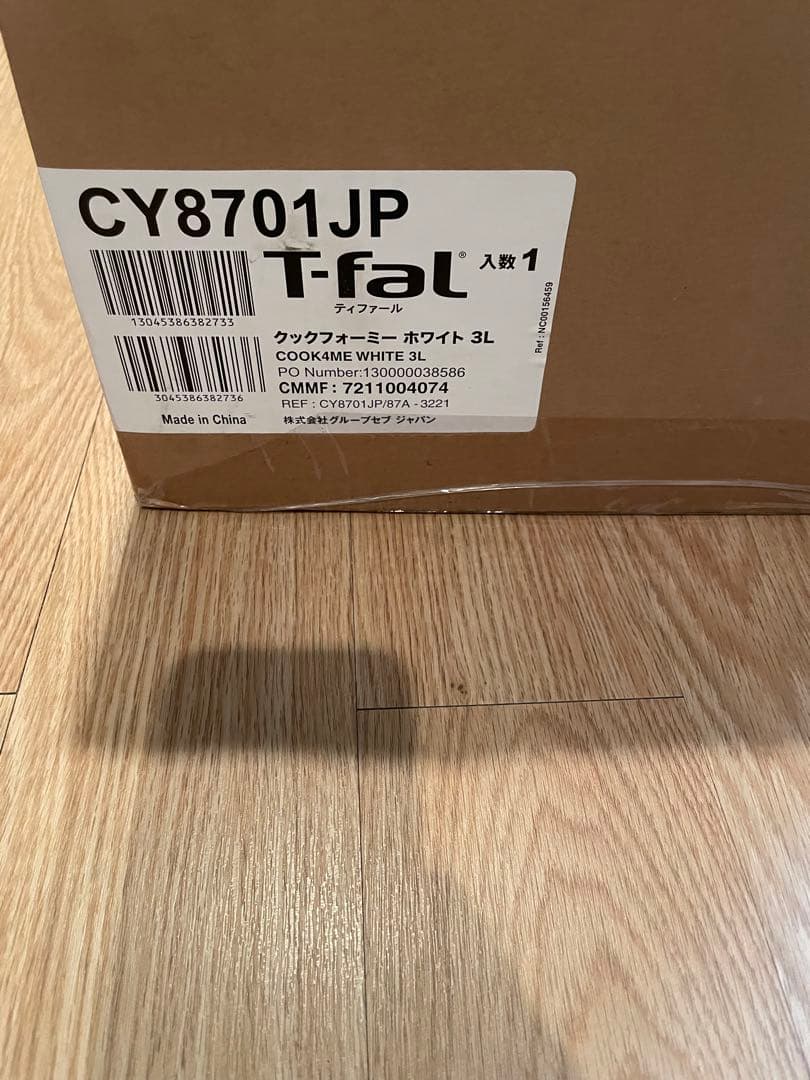 CY8701JP
T-fal®
ティファール
入数 1
13045386382733
クックフォーミー ホワイト 3L
COOK4ME WHITE 3L
PO Number:130000038586
CMMF : 7211004074
REF : CY8701JP/87A - 3221
3045386382736
Made in China
株式会社グループセブ ジャパン
Ref : NC00156459